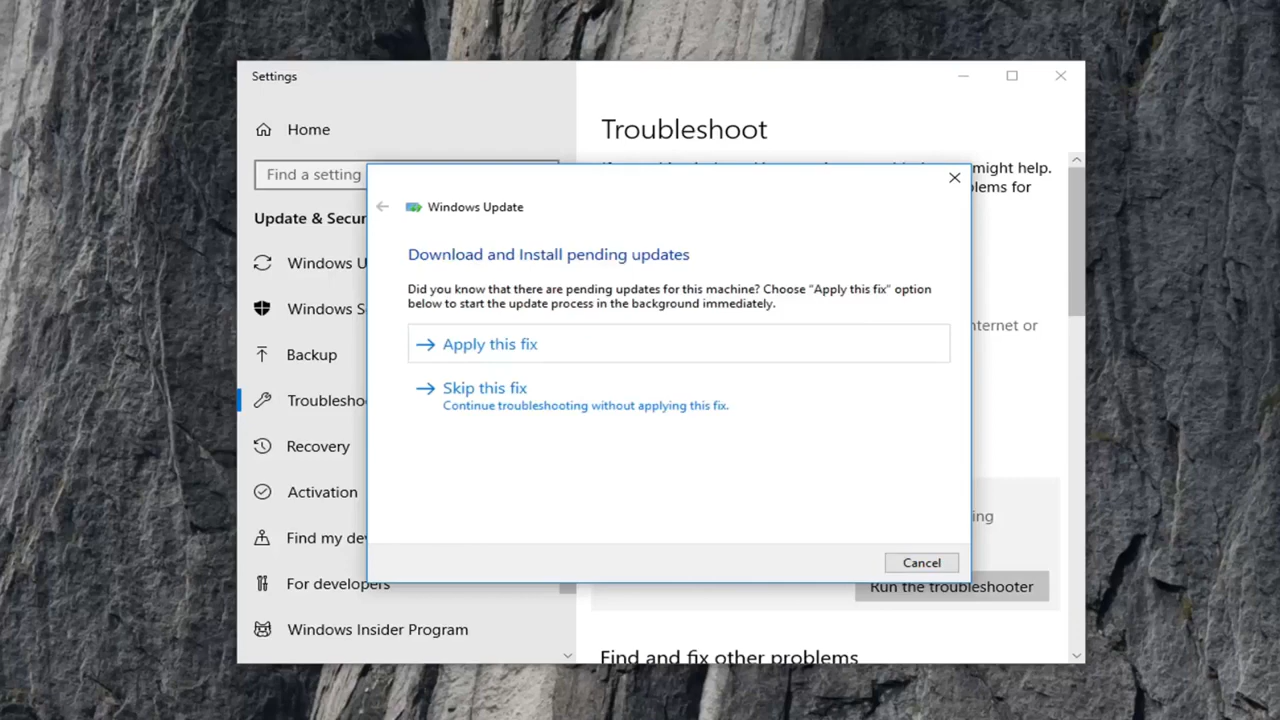 Settings
Home
Find a setting
Update & Secur
Windows U
Windows S
Backup
Troublesho
Recovery
Activation
Find my dev
For developers
Windows Insider Program
Troubleshoot
might help.
lems for
nternet or
ing
Run the troubleshooter
Find and fix other problems
Windows Update
Download and Install pending updates
Did you know that there are pending updates for this machine? Choose "Apply this fix" option
below to start the update process in the background immediately.
Apply this fix
Skip this fix
Continue troubleshooting without applying this fix.
Cancel